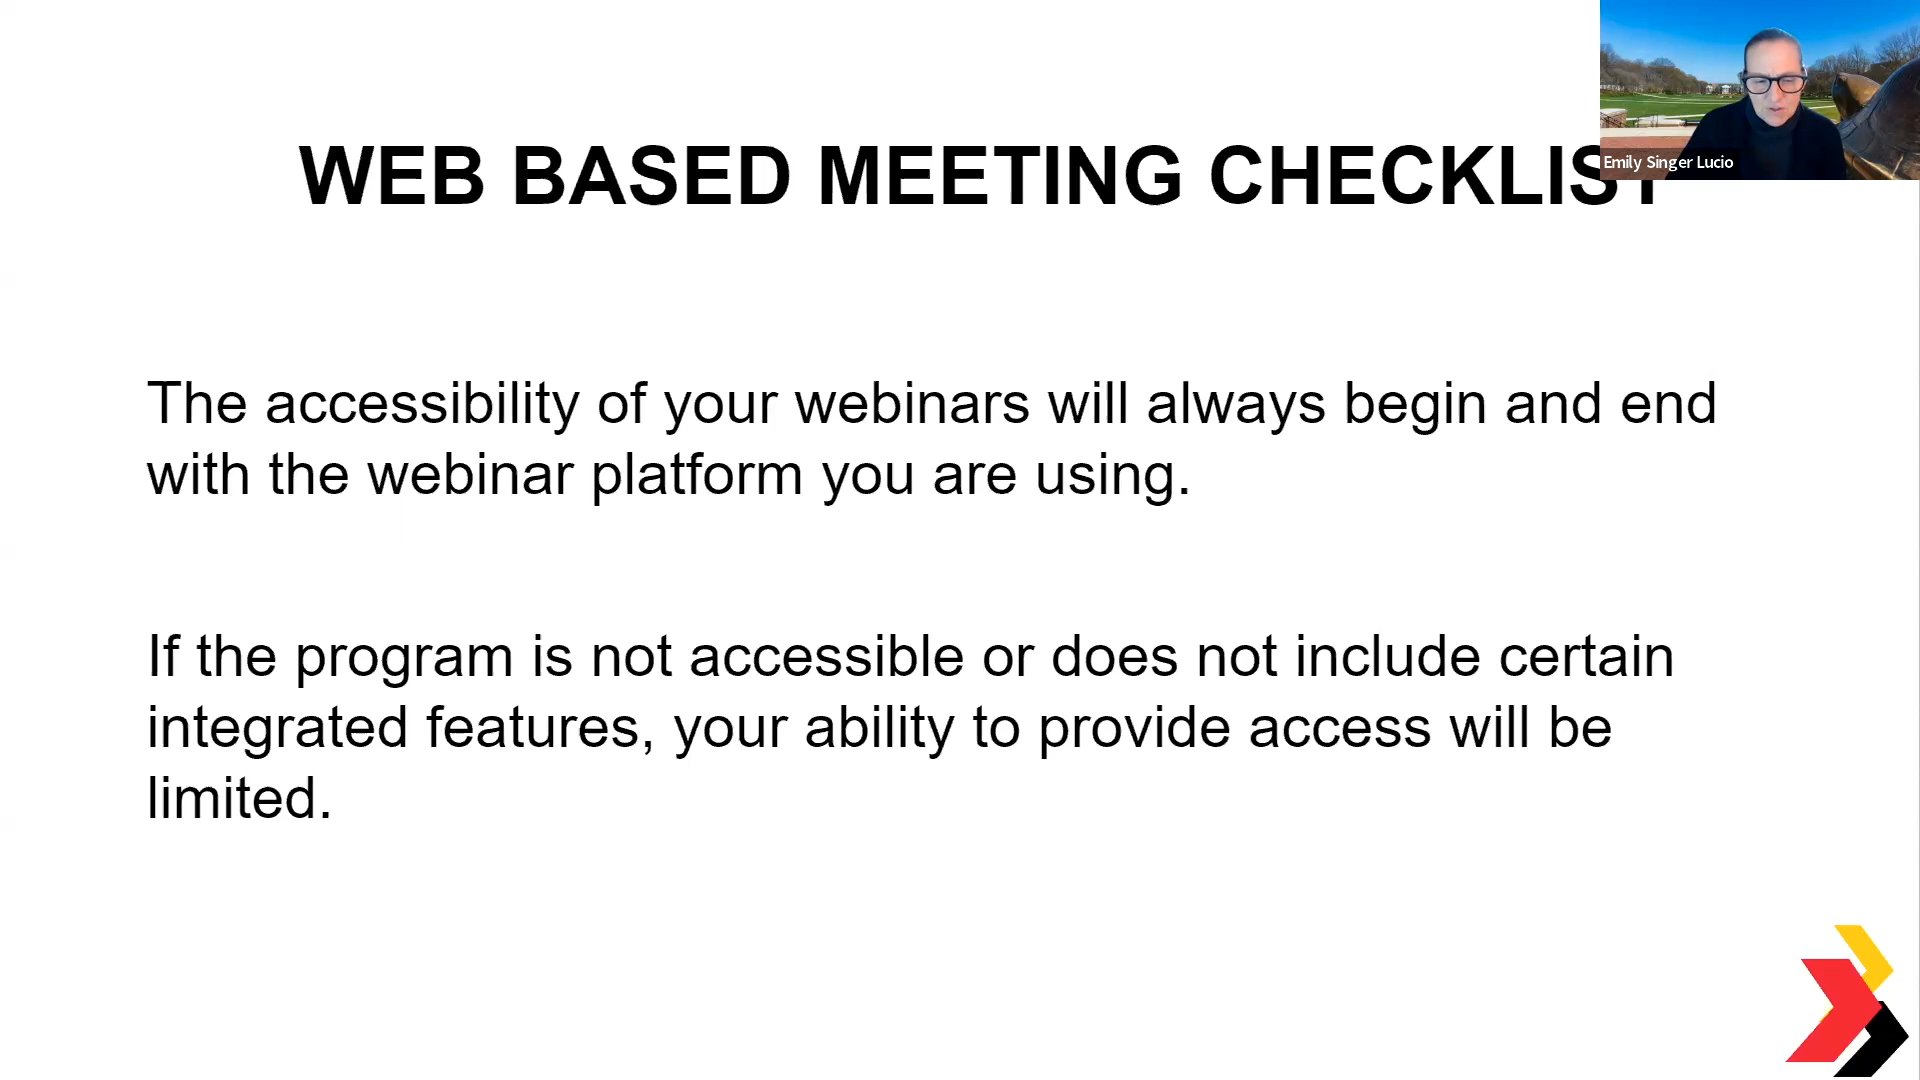 WEB BASED MEETING CHECKLIST
Emily Singer Lucio
The accessibility of your webinars will always begin and end
with the webinar platform you are using.
If the program is not accessible or does not include certain
integrated features, your ability to provide access will be
limited.